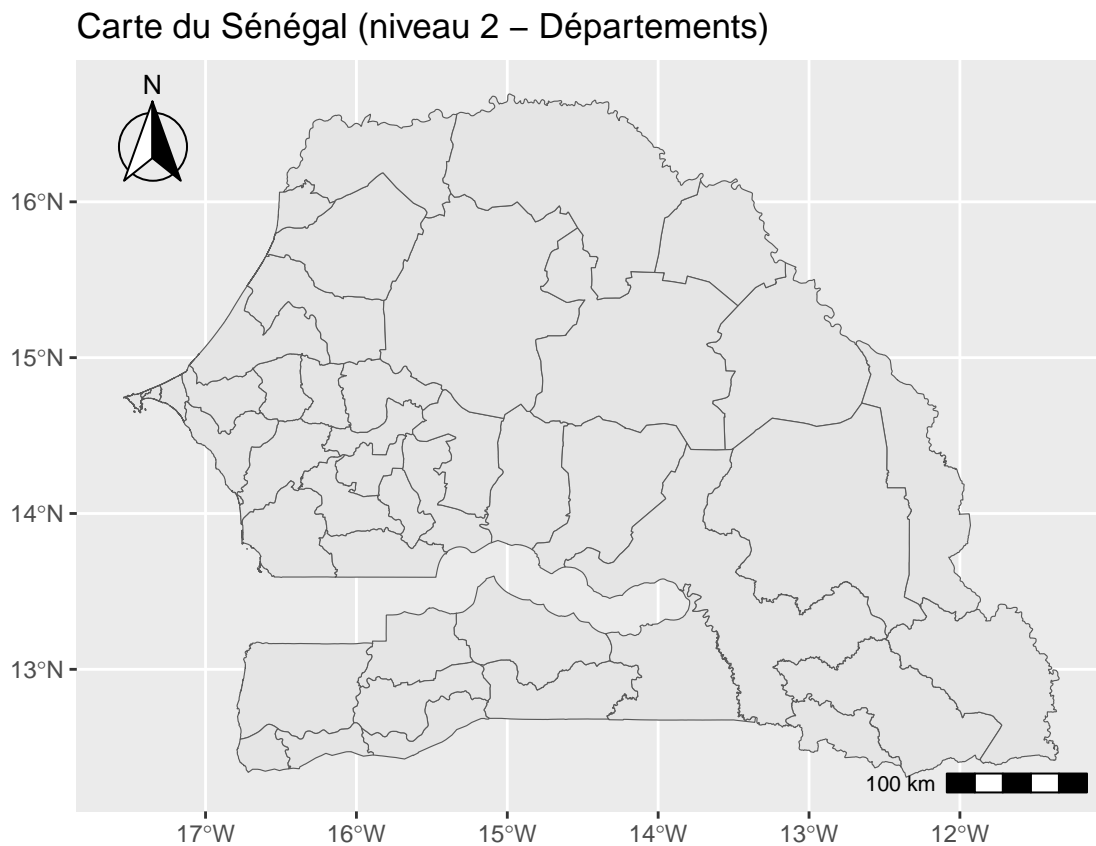 Carte du Sénégal (niveau 2 – Départements)
N
16°N
15°N
14°N
13°N
100 km
17°W 16°W 15°W 14°W 13°W 12°W